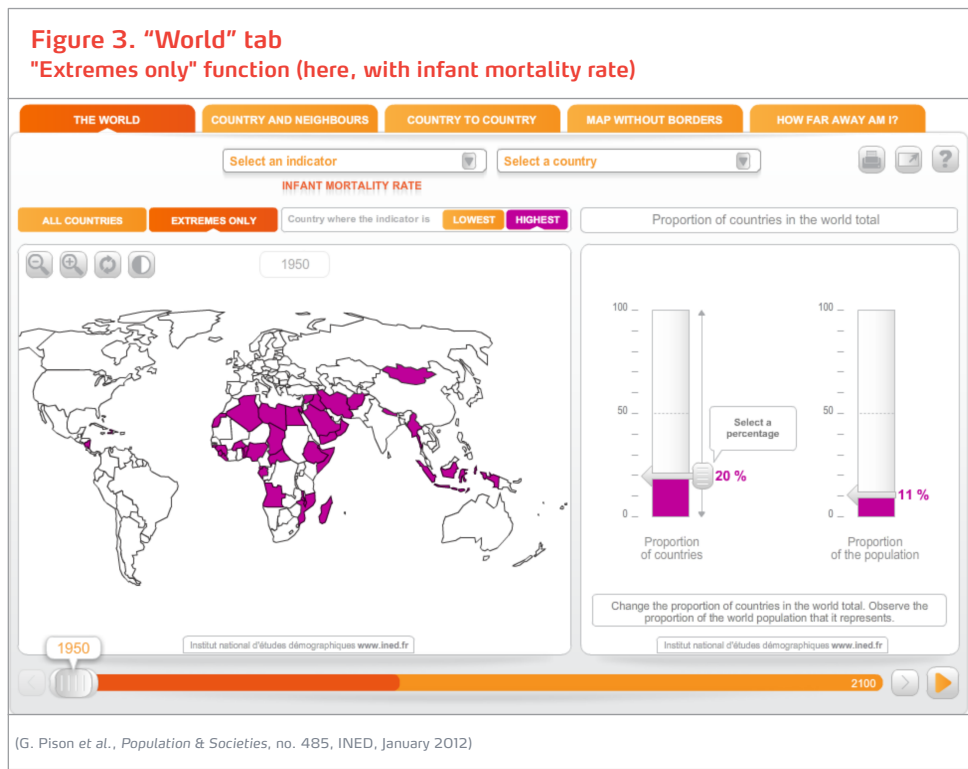 Figure 3. “World” tab
"Extremes only" function (here, with infant mortality rate)
THE WORLD
COUNTRY AND NEIGHBOURS
COUNTRY TO COUNTRY
MAP WITHOUT BORDERS
HOW FAR AWAY AM I?
Select an indicator
Select a country
?
INFANT MORTALITY RATE
ALL COUNTRIES
EXTREMES ONLY
Country where the indicator is
LOWEST
HIGHEST
Proportion of countries in the world total
1950
100
50
0
Select a
percentage
20 %
Proportion
of countries
100
50
0
11 %
Proportion
of the population
Change the proportion of countries in the world total. Observe the
proportion of the world population that it represents.
Institut national d'études démographiques www.ined.fr
Institut national d'études démographiques www.ined.fr
1950
2100
(G. Pison et al., Population & Societies, no. 485, INED, January 2012)